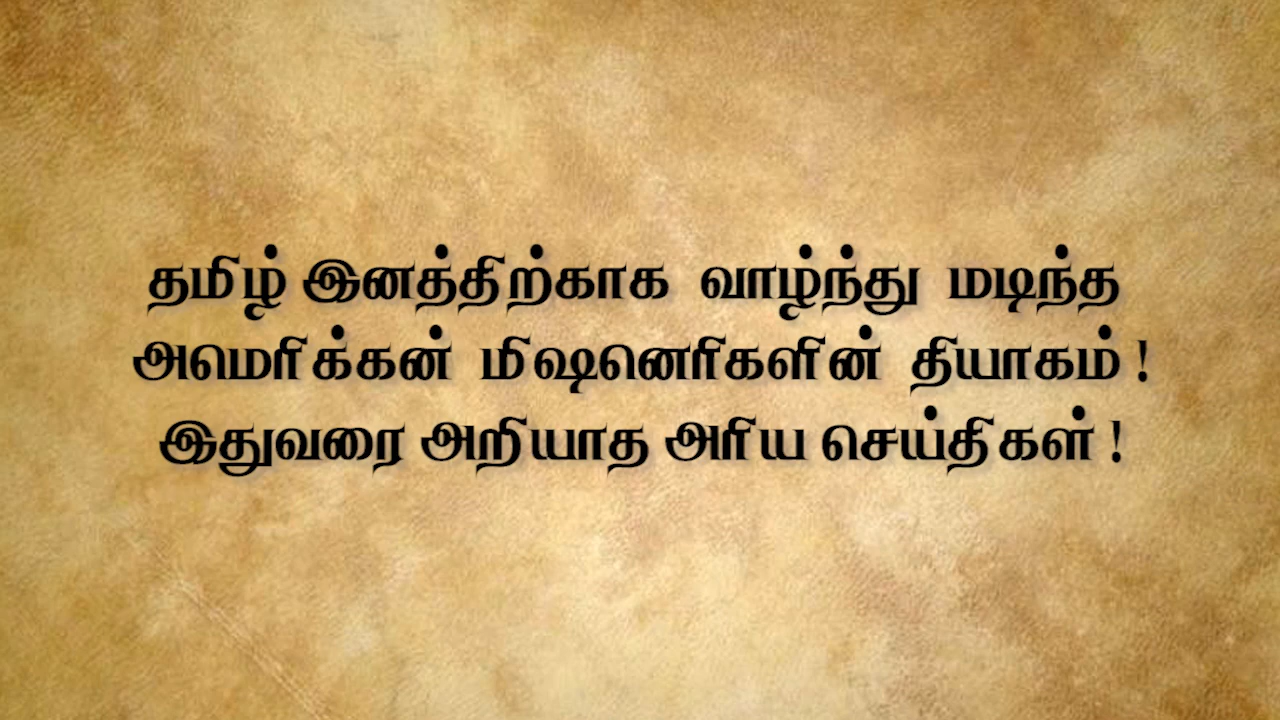 தமிழ் இனத்திற்காக வாழ்ந்து மடிந்த
அமெரிக்கன் மிஷனெரிகளின் தியாகம் !
இதுவரை அறியாத அரிய செய்திகள் !